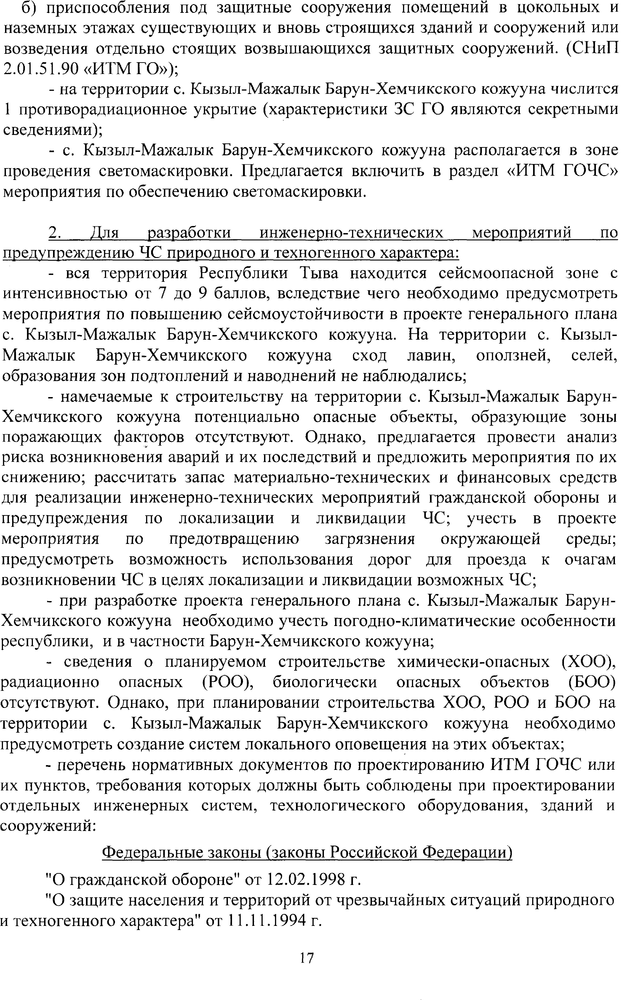 б) приспособления под защитные сооружения помещений в цокольных и
наземных этажах существующих и вновь строящихся зданий и сооружений или
возведения отдельно стоящих возвышающихся защитных сооружений. (СНиП
2.01.51.90 «ИТМ ГО»);
- на территории с. Кызыл-Мажалык Барун-Хемчикского кожууна числится
1 противорадиационное укрытие (характеристики ЗС ГО являются секретными
сведениями);
- с. Кызыл-Мажалык Барун-Хемчикского кожууна располагается в зоне
проведения светомаскировки. Предлагается включить в раздел «ИТМ ГОЧС»
мероприятия по обеспечению светомаскировки.
2. Для разработки инженерно-технических мероприятий по
предупреждению ЧС природного и техногенного характера:
- вся территория Республики Тыва находится сейсмоопасной зоне с
интенсивностью от 7 до 9 баллов, вследствие чего необходимо предусмотреть
мероприятия по повышению сейсмоустойчивости в проекте генерального плана
с. Кызыл-Мажалык Барун-Хемчикского кожууна. На территории с. Кызыл-
Мажалык Барун-Хемчикского кожууна сход лавин, оползней, селей,
образования зон подтоплений и наводнений не наблюдались;
- намечаемые к строительству на территории с. Кызыл-Мажалык Барун-
Хемчикского кожууна потенциально опасные объекты, образующие зоны
поражающих факторов отсутствуют. Однако, предлагается провести анализ
риска возникновения аварий и их последствий и предложить мероприятия по их
снижению; рассчитать запас материально-технических и финансовых средств
для реализации инженерно-технических мероприятий гражданской обороны и
предупреждения по локализации и ликвидации ЧС; учесть в проекте
мероприятия по предотвращению загрязнения окружающей среды;
предусмотреть возможность использования дорог для проезда к очагам
возникновении ЧС в целях локализации и ликвидации возможных ЧС;
- при разработке проекта генерального плана с. Кызыл-Мажалык Барун-
Хемчикского кожууна необходимо учесть погодно-климатические особенности
республики, и в частности Барун-Хемчикского кожууна;
- сведения о планируемом строительстве химически-опасных (ХОО),
радиационно опасных (РОО), биологически опасных объектов (БОО)
отсутствуют. Однако, при планировании строительства ХОО, РОО и БОО на
территории с. Кызыл-Мажалык Барун-Хемчикского кожууна необходимо
предусмотреть создание систем локального оповещения на этих объектах;
- перечень нормативных документов по проектированию ИТМ ГОЧС или
их пунктов, требования которых должны быть соблюдены при проектировании
отдельных инженерных систем, технологического оборудования, зданий и
сооружений:
Федеральные законы (законы Российской Федерации)
"О гражданской обороне" от 12.02.1998 г.
"О защите населения и территорий от чрезвычайных ситуаций природного
и техногенного характера" от 11.11.1994 г.
17